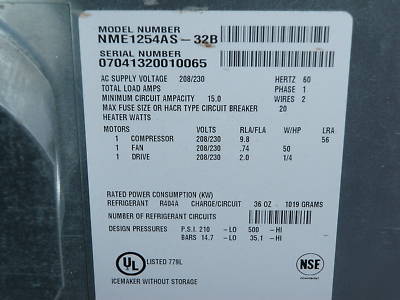 MODEL NUMBER
NME1254AS-32B
SERIAL NUMBER
07041320010065
AC SUPPLY VOLTAGE 208/230 HERTZ 60
TOTAL LOAD AMPS PHASE 1
MINIMUM CIRCUIT AMPACITY 15.0 WIRES 2
MAX FUSE SIZE OR HACR TYPE CIRCUIT BREAKER 20
HEATER WATTS
MOTORS VOLTS RLA/FLA W/HP LRA
1 COMPRESSOR 208/230 9.8 56
1 FAN 208/230 .74 50
1 DRIVE 208/230 2.0 1/4
RATED POWER CONSUMPTION (KW)
REFRIGERANT R404A CHARGE/CIRCUIT 36 OZ - 1019 GRAMS
NUMBER OF REFRIGERANT CIRCUITS
DESIGN PRESSURES P.S.I. 210 -LO 500 -HI
BARS 14.7 -LO 35.1 -HI
UL LISTED 778L
NSF
ICEMAKER WITHOUT STORAGE